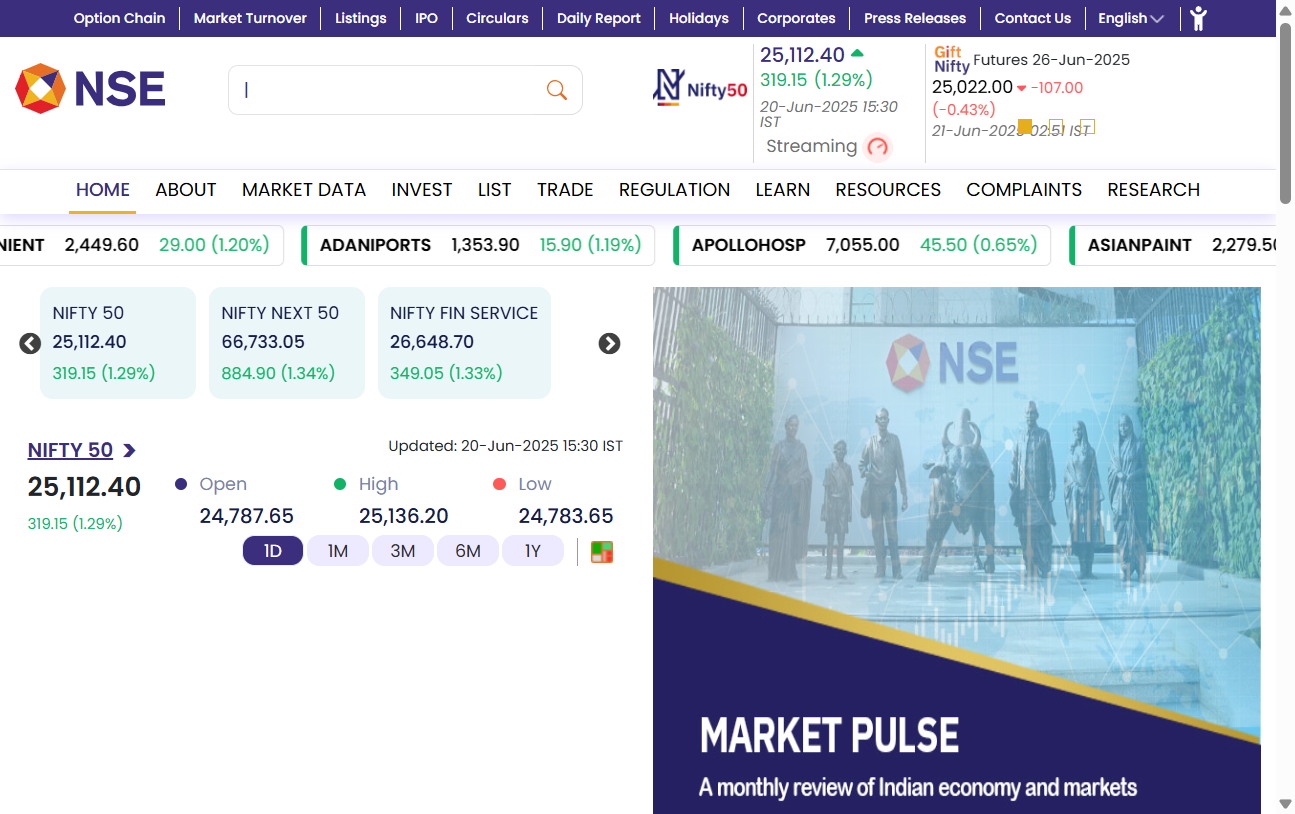 Option Chain
Market Turnover
Listings
IPO
Circulars
Daily Report
Holidays
Corporates
Press Releases
Contact Us
English
NSE
Nifty50
25,112.40
319.15 (1.29%)
20-Jun-2025 15:30
IST
Streaming
Gift
Nifty
Futures 26-Jun-2025
25,022.00
-107.00
(-0.43%)
21-Jun-2025 02:51 IST
HOME
ABOUT
MARKET DATA
INVEST
LIST
TRADE
REGULATION
LEARN
RESOURCES
COMPLAINTS
RESEARCH
NIENT 2,449.60 29.00 (1.20%)
ADANIPORTS 1,353.90 15.90 (1.19%)
APOLLOHOSP 7,055.00 45.50 (0.65%)
ASIANPAINT 2,279.50
NIFTY 50
25,112.40
319.15 (1.29%)
NIFTY NEXT 50
66,733.05
884.90 (1.34%)
NIFTY FIN SERVICE
26,648.70
349.05 (1.33%)
NIFTY 50
Updated: 20-Jun-2025 15:30 IST
25,112.40
319.15 (1.29%)
Open
24,787.65
High
25,136.20
Low
24,783.65
1D
1M
3M
6M
1Y
NSE
MARKET PULSE
A monthly review of Indian economy and markets